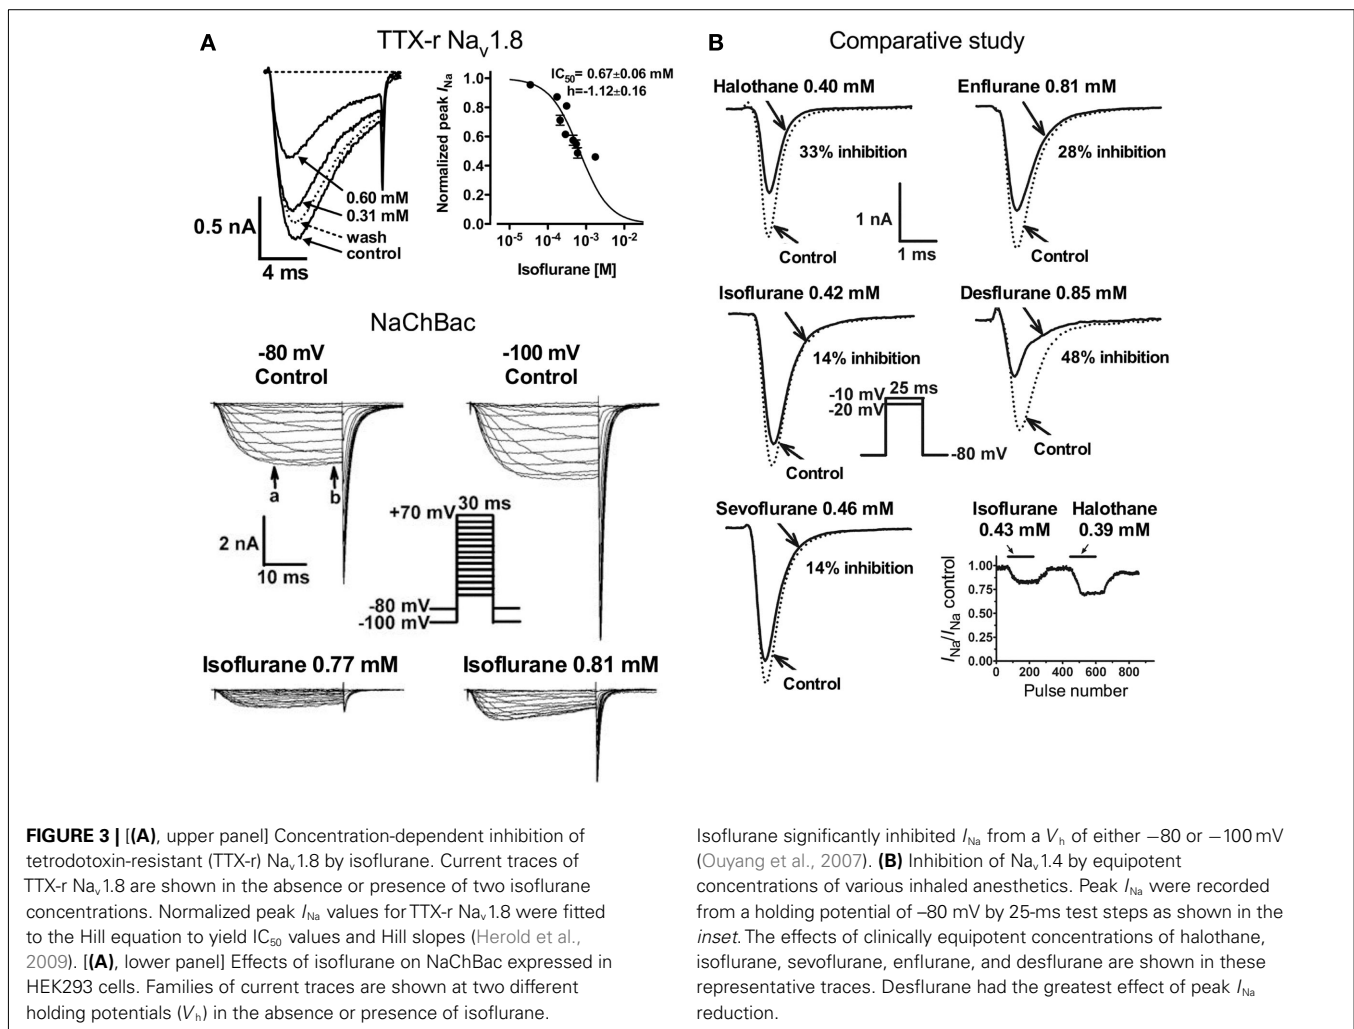 A
TTX-r Nav1.8
IC50= 0.67±0.06 mM
h=-1.12±0.16
Normalized peak INa
1.0
0.8
0.6
0.4
0.2
0.0
10-5 10-4 10-3 10-2
Isoflurane [M]
0.60 mM
0.31 mM
wash
control
0.5 nA
4 ms
NaChBac
-80 mV
Control
-100 mV
Control
a b
2 nA
10 ms
+70 mV 30 ms
-80 mV
-100 mV
Isoflurane 0.77 mM
Isoflurane 0.81 mM
B
Comparative study
Halothane 0.40 mM
33% inhibition
Control
Enflurane 0.81 mM
28% inhibition
Control
1 nA
1 ms
Isoflurane 0.42 mM
14% inhibition
Control
Desflurane 0.85 mM
48% inhibition
Control
-10 mV 25 ms
-20 mV
-80 mV
Sevoflurane 0.46 mM
14% inhibition
Control
Isoflurane
0.43 mM
Halothane
0.39 mM
INa/INa control
1.00
0.75
0.50
0.25
0.00
0 200 400 600 800
Pulse number
FIGURE 3 | [(A), upper panel] Concentration-dependent inhibition of
tetrodotoxin-resistant (TTX-r) Nav1.8 by isoflurane. Current traces of
TTX-r Nav1.8 are shown in the absence or presence of two isoflurane
concentrations. Normalized peak INa values for TTX-r Nav1.8 were fitted
to the Hill equation to yield IC50 values and Hill slopes (Herold et al.,
2009). [(A), lower panel] Effects of isoflurane on NaChBac expressed in
HEK293 cells. Families of current traces are shown at two different
holding potentials (Vh) in the absence or presence of isoflurane.
Isoflurane significantly inhibited INa from a Vh of either −80 or −100 mV
(Ouyang et al., 2007). (B) Inhibition of Nav1.4 by equipotent
concentrations of various inhaled anesthetics. Peak INa were recorded
from a holding potential of –80 mV by 25-ms test steps as shown in the
inset. The effects of clinically equipotent concentrations of halothane,
isoflurane, sevoflurane, enflurane, and desflurane are shown in these
representative traces. Desflurane had the greatest effect of peak INa
reduction.